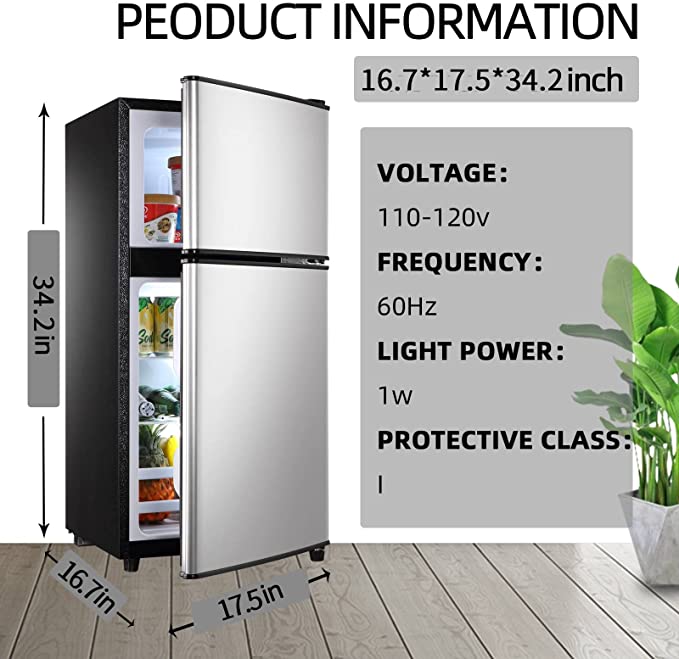 PEODUCT INFORMATION
16.7*17.5*34.2inch
VOLTAGE:
110-120v
FREQUENCY:
60Hz
LIGHT POWER:
1w
PROTECTIVE CLASS:
I
34.2in
16.7in
17.5in